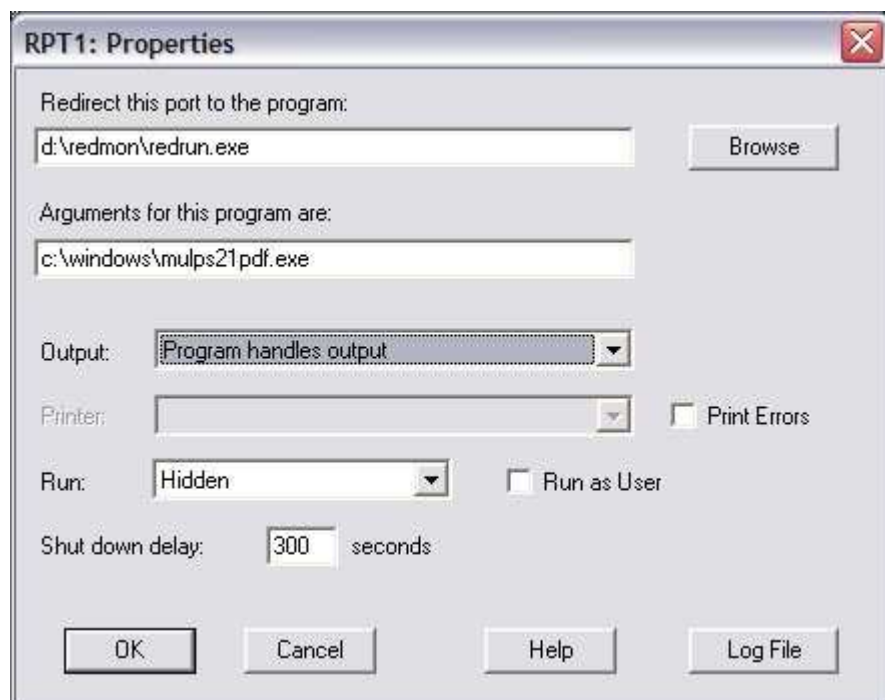 RPT1: Properties
Redirect this port to the program:
d:\redmon\redrun.exe
Browse
Arguments for this program are:
c:\windows\mulps21pdf.exe
Output:
Program handles output
Printer:
Print Errors
Run:
Hidden
Run as User
Shut down delay:
300
seconds
OK
Cancel
Help
Log File